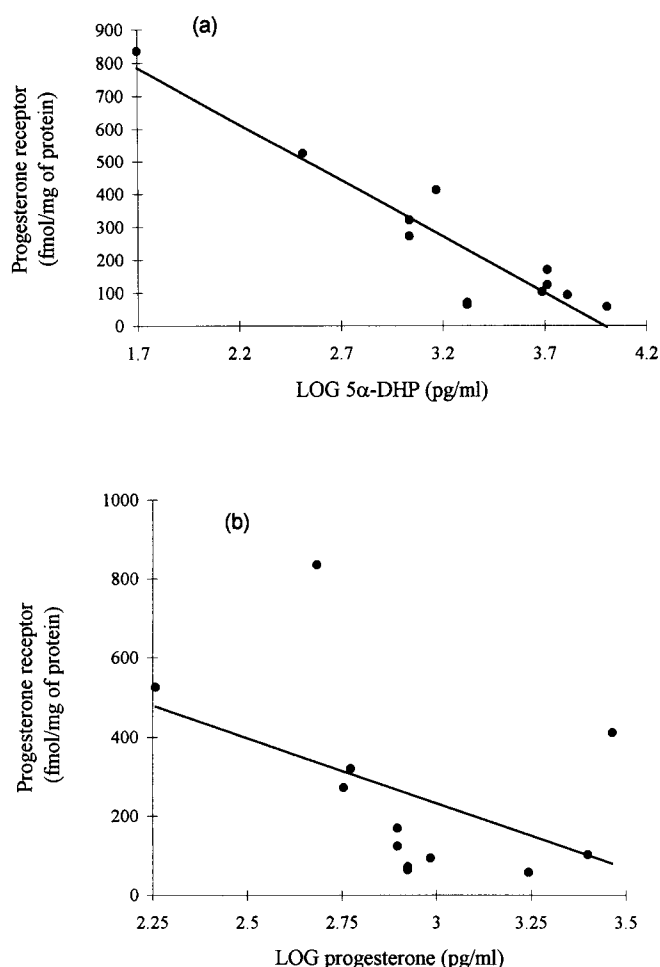 (a)
Progesterone receptor
(fmol/mg of protein)
900
800
700
600
500
400
300
200
100
0
1.7 2.2 2.7 3.2 3.7 4.2
LOG 5α-DHP (pg/ml)
(b)
Progesterone receptor
(fmol/mg of protein)
1000
800
600
400
200
0
2.25 2.5 2.75 3 3.25 3.5
LOG progesterone (pg/ml)